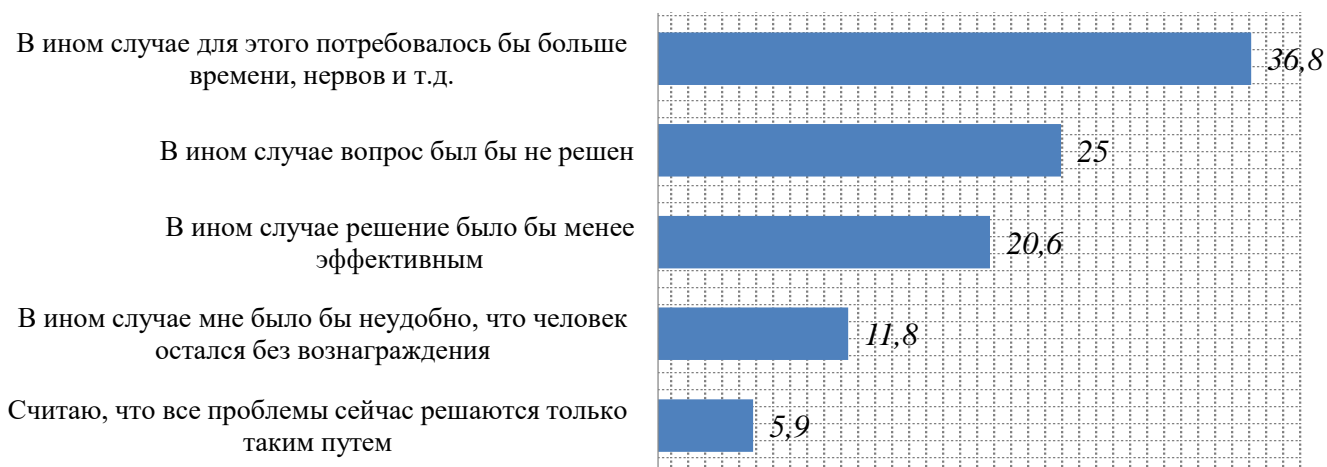 В ином случае для этого потребовалось бы больше
времени, нервов и т.д.
36,8
В ином случае вопрос был бы не решен
25
В ином случае решение было бы менее
эффективным
20,6
В ином случае мне было бы неудобно, что человек
остался без вознаграждения
11,8
Считаю, что все проблемы сейчас решаются только
таким путем
5,9